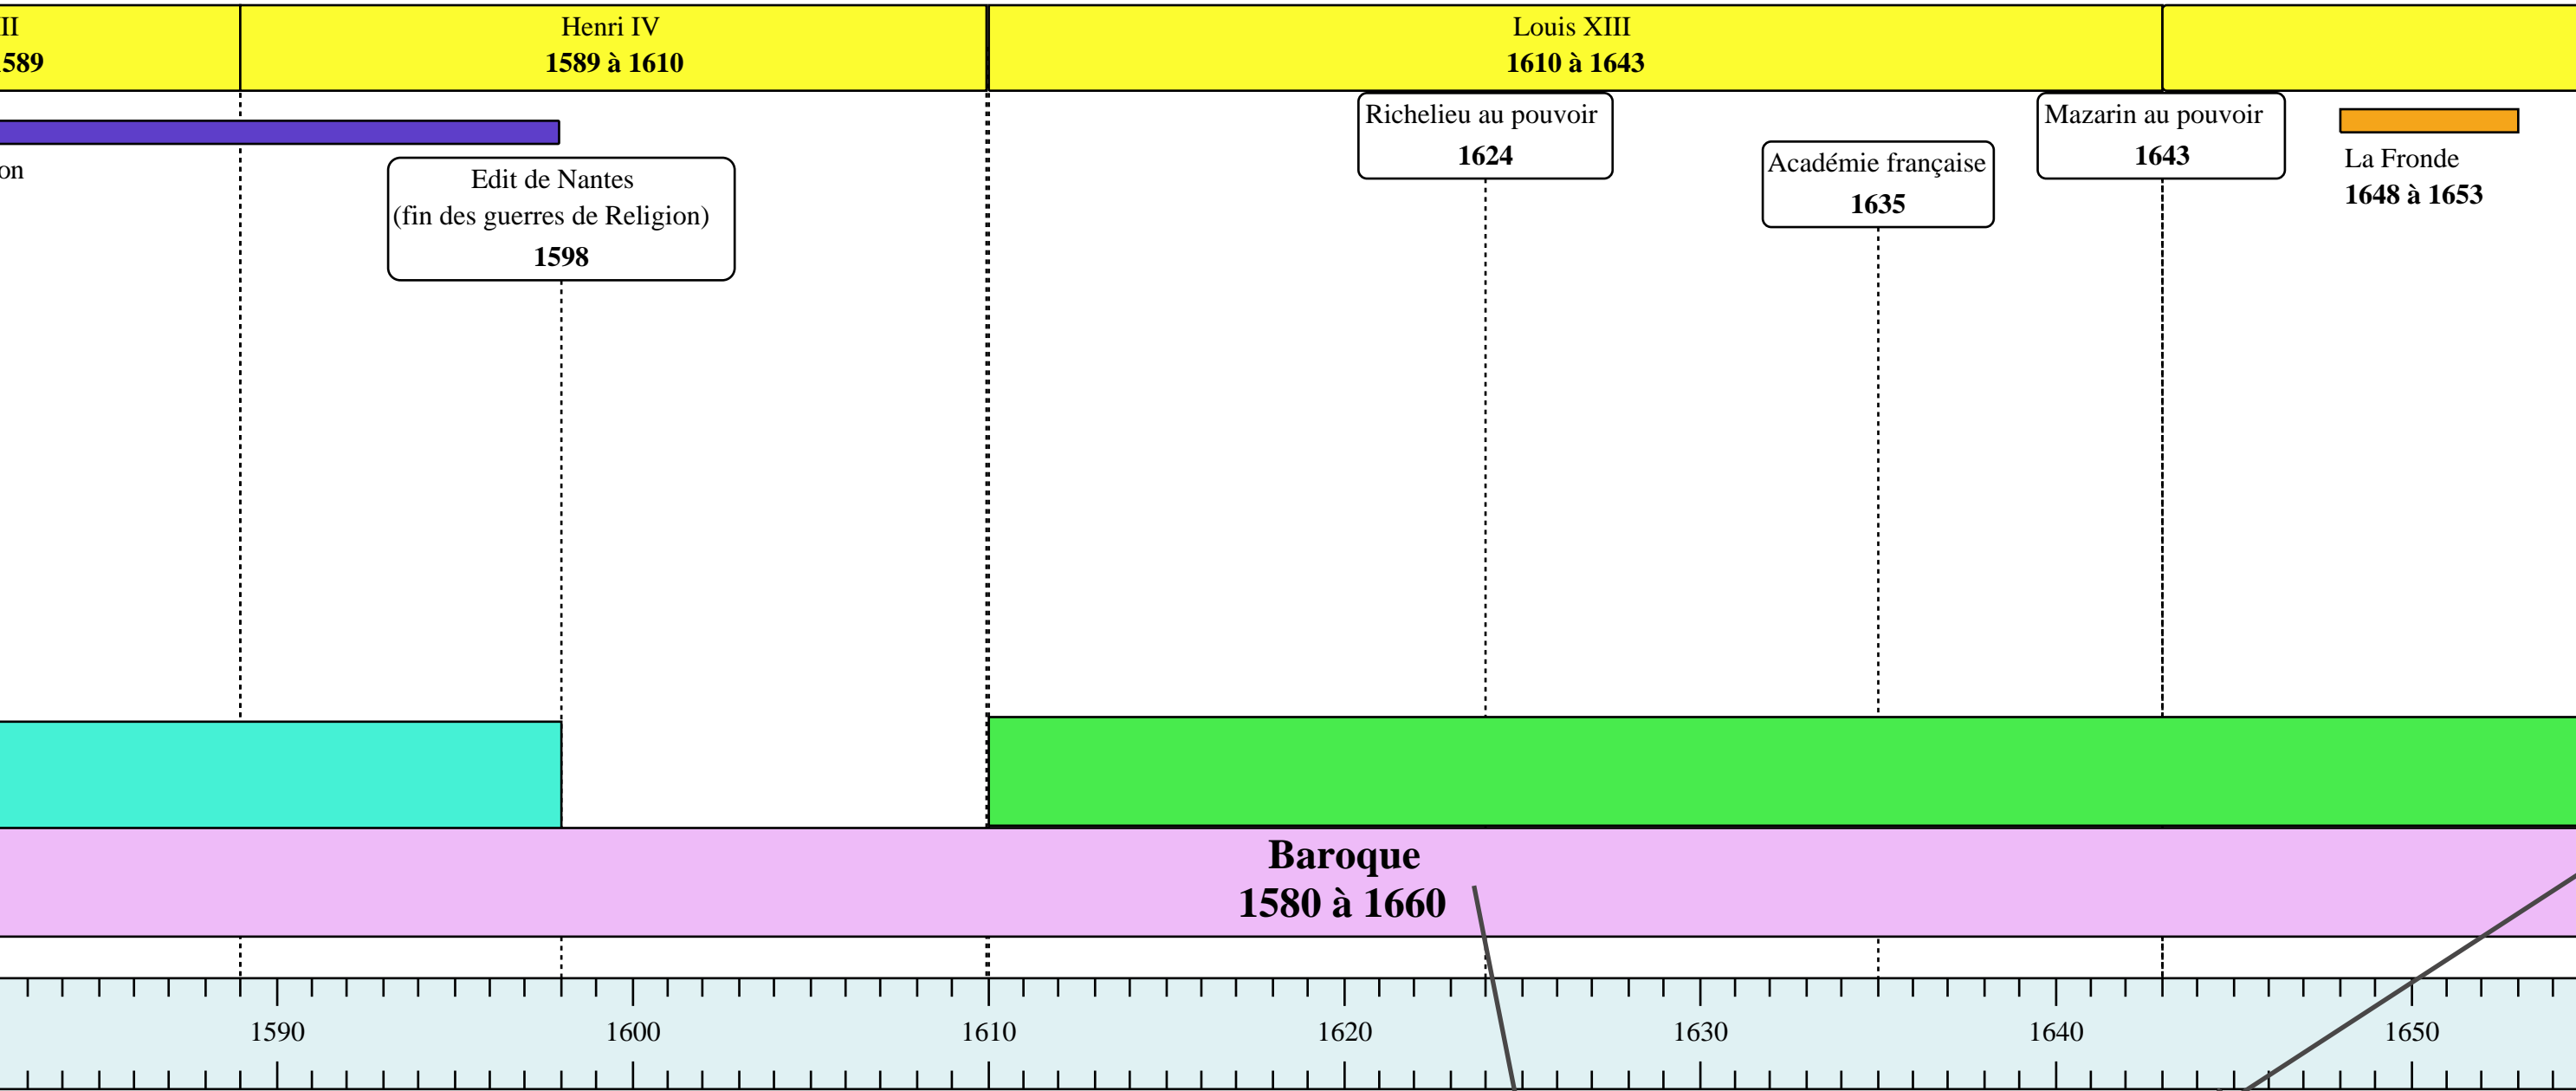 II
589
Henri IV
1589 à 1610
Louis XIII
1610 à 1643
on
Edit de Nantes
(fin des guerres de Religion)
1598
Richelieu au pouvoir
1624
Académie française
1635
Mazarin au pouvoir
1643
La Fronde
1648 à 1653
Baroque
1580 à 1660
1590
1600
1610
1620
1630
1640
1650